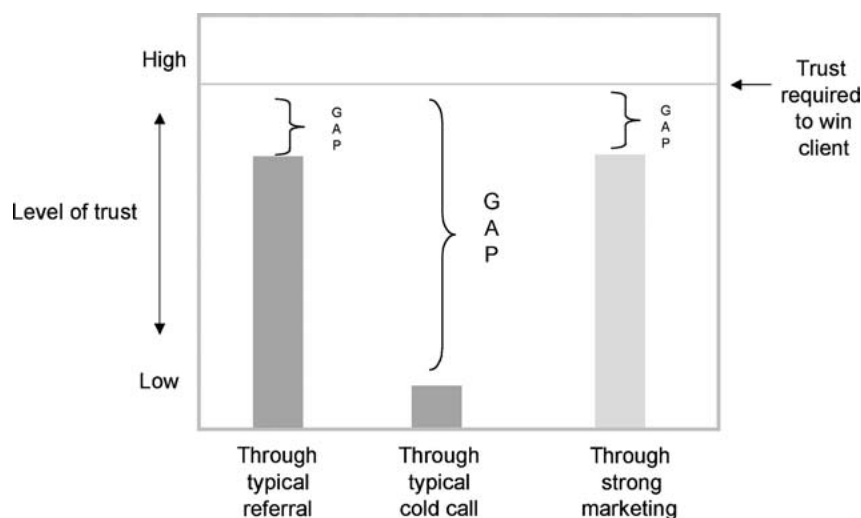 High
Trust
required
to win
client
G
A
P
G
A
P
G
A
P
Level of trust
Low
Through
typical
referral
Through
typical
cold call
Through
strong
marketing